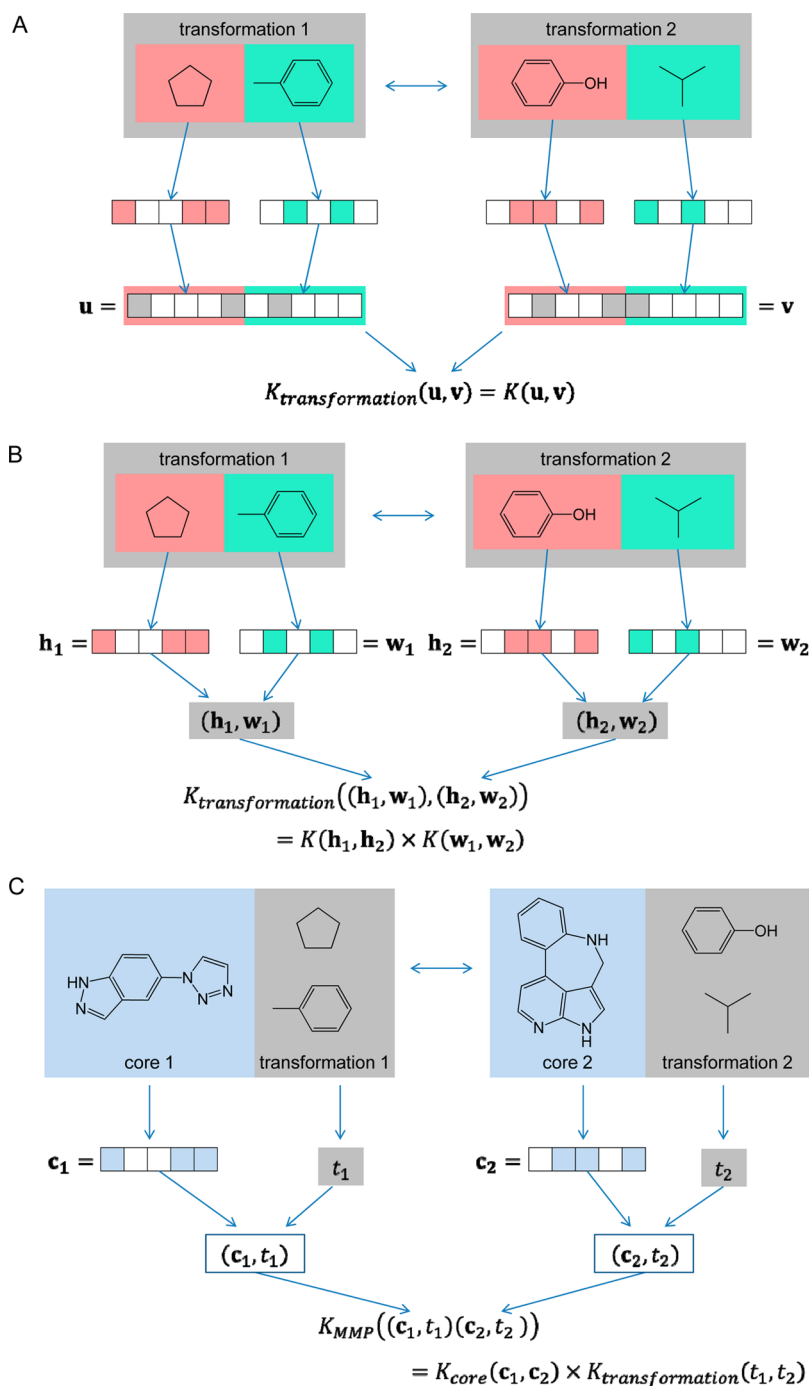 A
transformation 1
transformation 2
OH
u =
= v
K_transformation(u, v) = K(u, v)
B
transformation 1
transformation 2
OH
h₁ =
= w₁
h₂ =
= w₂
(h₁, w₁)
(h₂, w₂)
K_transformation((h₁, w₁), (h₂, w₂))
= K(h₁, h₂) × K(w₁, w₂)
C
HN
N
N
N
N
NH
N
N
H
OH
core 1
transformation 1
core 2
transformation 2
c₁ =
t₁
c₂ =
t₂
(c₁, t₁)
(c₂, t₂)
K_MMP((c₁, t₁)(c₂, t₂))
= K_core(c₁, c₂) × K_transformation(t₁, t₂)